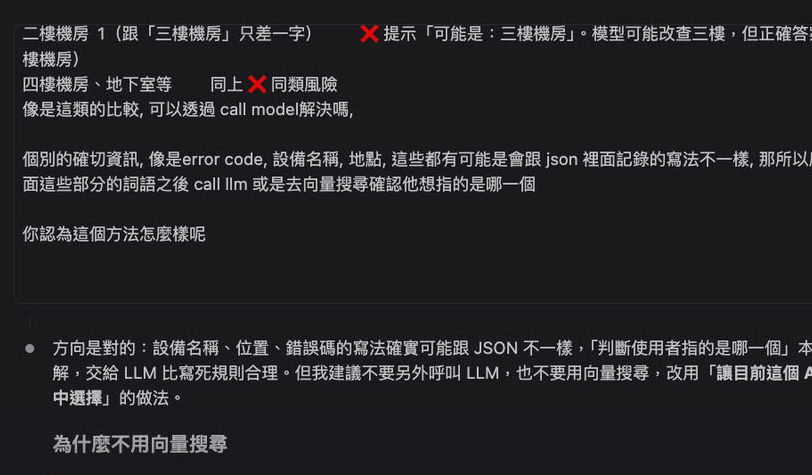 二樓機房 1（跟「三樓機房」只差一字） ❌ 提示「可能是：三樓機房」。模型可能改查三樓，但正確答
樓機房）
四樓機房、地下室等 同上 ❌ 同類風險
像是這類的比較, 可以透過 call model解決嗎,
個別的確切資訊, 像是error code, 設備名稱, 地點, 這些都有可能是會跟 json 裡面記錄的寫法不一樣, 那所以
面這些部分的詞語之後 call llm 或是去向量搜尋確認他想指的是哪一個
你認為這個方法怎麼樣呢
方向是對的：設備名稱、位置、錯誤碼的寫法確實可能跟 JSON 不一樣，「判斷使用者指的是哪一個」本
解，交給 LLM 比寫死規則合理。但我建議不要另外呼叫 LLM，也不要用向量搜尋，改用「讓目前這個 A
中選擇」的做法。
為什麼不用向量搜尋